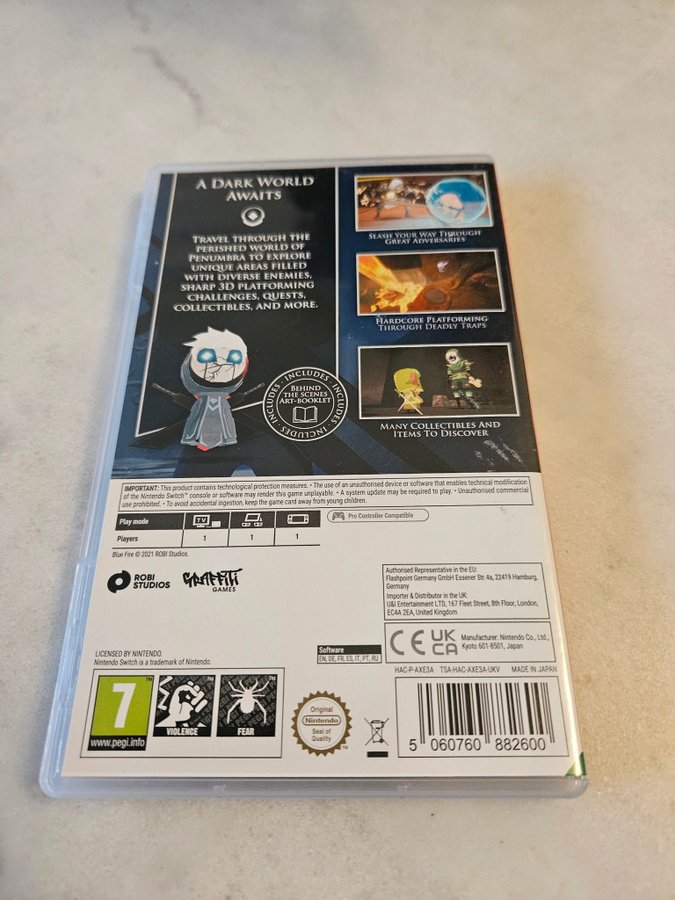 A DARK WORLD
AWAITS
TRAVEL THROUGH THE
PERISHED WORLD OF
PENUMBRA TO EXPLORE
UNIQUE AREAS FILLED
WITH DIVERSE ENEMIES,
SHARP 3D PLATFORMING
CHALLENGES, QUESTS,
COLLECTIBLES, AND MORE.
INCLUDES · INCLUDES · INCLUDES · INCLUDES ·
BEHIND
THE SCENES
ART-BOOKLET
SLASH YOUR WAY THROUGH
GREAT ADVERSARIES
HARDCORE PLATFORMING
THROUGH DEADLY TRAPS
MANY COLLECTIBLES AND
ITEMS TO DISCOVER
IMPORTANT: This product contains technological protection measures. • The use of an unauthorised device or software that enables technical modification
of the Nintendo Switch™ console or software may render this game unplayable. • A system update may be required to play. • Unauthorised commercial
use prohibited. • To avoid accidental ingestion, keep the game card away from young children.
Play mode
TV
Players 1 1 1
Pro Controller Compatible
Blue Fire © 2021 ROBI Studios.
ROBI
STUDIOS
GRAFFITI
GAMES
Authorised Representative in the EU:
Flashpoint Germany GmbH Essener Str.4a, 22419 Hamburg,
Germany
Importer & Distributor in the UK:
U&I Entertainment LTD, 167 Fleet Street, 8th Floor, London,
EC4A 2EA, United Kingdom
CE UK
CA
Manufacturer: Nintendo Co., Ltd.,
Kyoto 601-8501, Japan
LICENSED BY NINTENDO.
Nintendo Switch is a trademark of Nintendo.
Software
EN, DE, FR, ES, IT, PT, RU
HAC-P-AXE3A TSA-HAC-AXE3A-UKV MADE IN JAPAN
7
www.pegi.info
VIOLENCE
FEAR
Original
Nintendo
Seal of
Quality
5 060760 882600